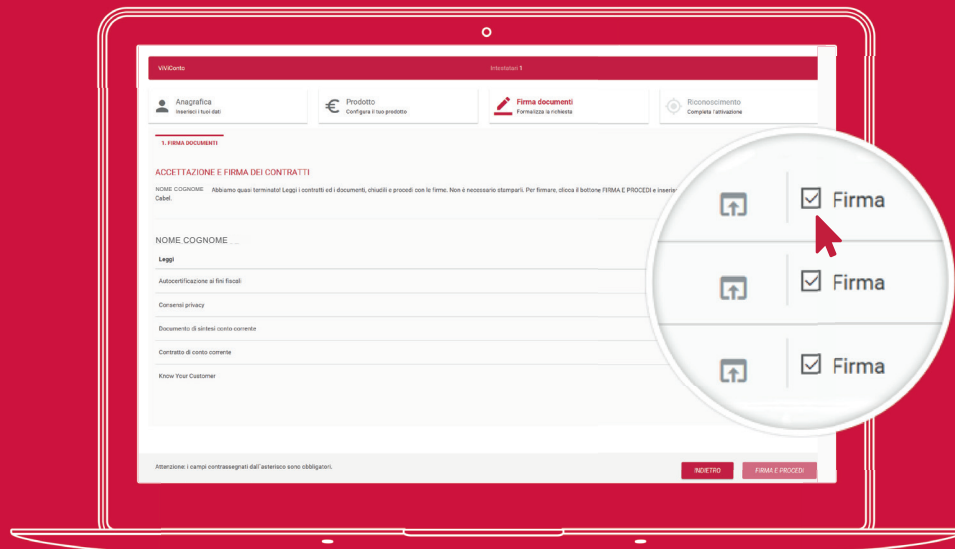 ViViConto
Intestatari 1
Anagrafica
Inserisci i tuoi dati
Prodotto
Configura il tuo prodotto
Firma documenti
Formalizza la richiesta
Riconoscimento
Completa l'attivazione
1. FIRMA DOCUMENTI
ACCETTAZIONE E FIRMA DEI CONTRATTI
NOME COGNOME Abbiamo quasi terminato! Leggi i contratti ed i documenti, chiudili e procedi con le firme. Non è necessario stamparli. Per firmare, clicca il bottone FIRMA E PROCEDI e
Cabel.
NOME COGNOME
Leggi
Autocertificazione ai fini fiscali
Consensi privacy
Documento di sintesi conto corrente
Contratto di conto corrente
Know Your Customer
Firma
Firma
Firma
Attenzione: i campi contrassegnati dall'asterisco sono obbligatori.
INDIETRO
FIRMA E PROCEDI